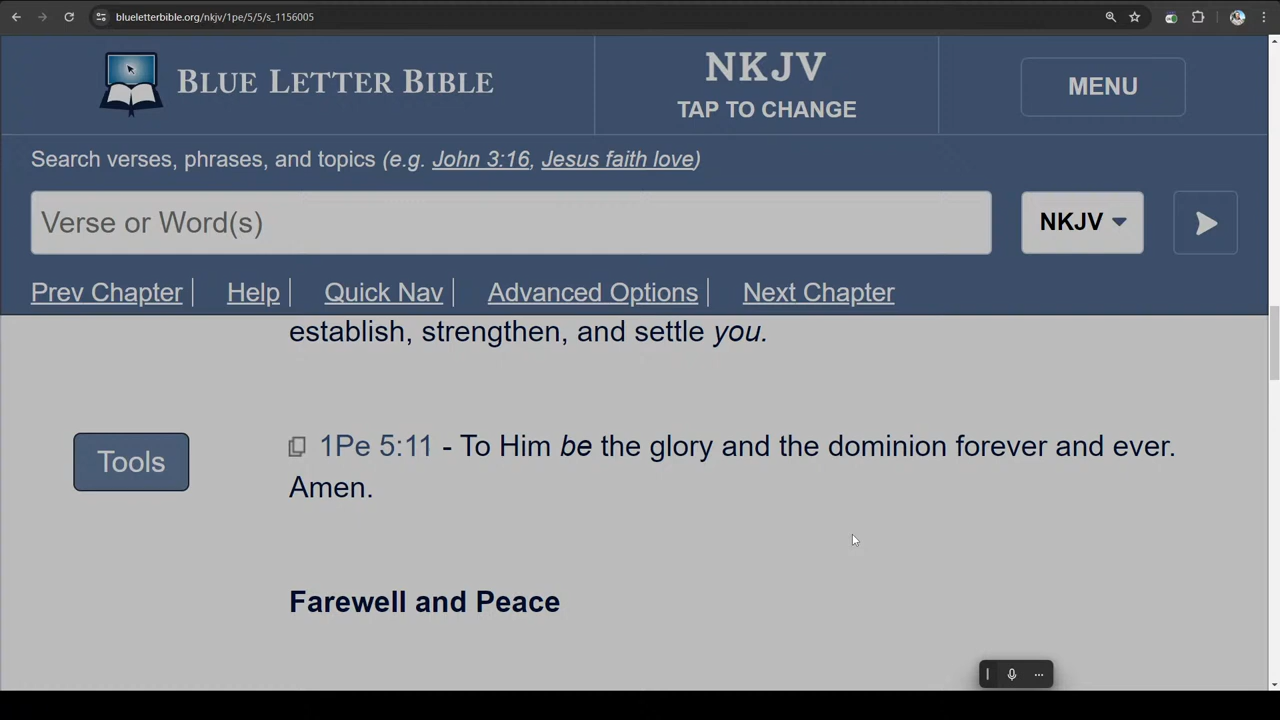 blueletterbible.org/nkjv/1pe/5/5/s_1156005
BLUE LETTER BIBLE
NKJV
TAP TO CHANGE
MENU
Search verses, phrases, and topics (e.g. John 3:16, Jesus faith love)
Verse or Word(s)
NKJV
Prev Chapter
Help
Quick Nav
Advanced Options
Next Chapter
establish, strengthen, and settle you.
Tools
1Pe 5:11 - To Him be the glory and the dominion forever and ever.
Amen.
Farewell and Peace